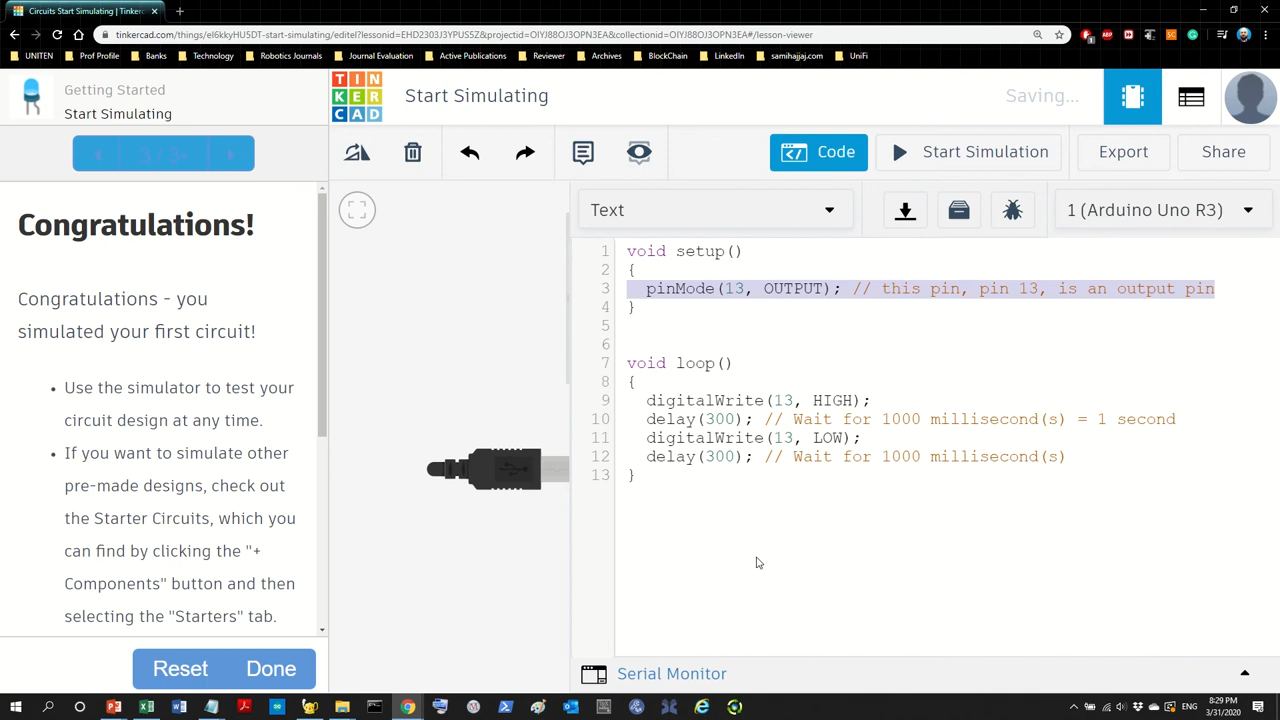 Circuits Start Simulating | Tinker
tinkercad.com/things/el6kkyHU5DT-start-simulating/editel?lessonid=EHD2303J3YPUS5Z&projectid=OIYJ88OJ3OPN3EA&collectionid=OIYJ88OJ3OPN3EA#/lesson-viewer
UNITEN Prof Profile Banks Technology Robotics Journals Journal Evaluation Active Publications Reviewer Archives BlockChain LinkedIn samihajjaj.com UniFi
Getting Started
Start Simulating
3 / 3
TINKERCAD
Start Simulating
Saving...
Code
Start Simulation
Export
Share
Text
1 (Arduino Uno R3)
Congratulations!
Congratulations - you
simulated your first circuit!
• Use the simulator to test your
circuit design at any time.
• If you want to simulate other
pre-made designs, check out
the Starter Circuits, which you
can find by clicking the "+
Components" button and then
selecting the "Starters" tab.
Reset
Done
1 void setup()
2 {
3 pinMode(13, OUTPUT); // this pin, pin 13, is an output pin
4 }
5
6
7 void loop()
8 {
9 digitalWrite(13, HIGH);
10 delay(300); // Wait for 1000 millisecond(s) = 1 second
11 digitalWrite(13, LOW);
12 delay(300); // Wait for 1000 millisecond(s)
13 }
Serial Monitor
ENG
8:29 PM
3/31/2020